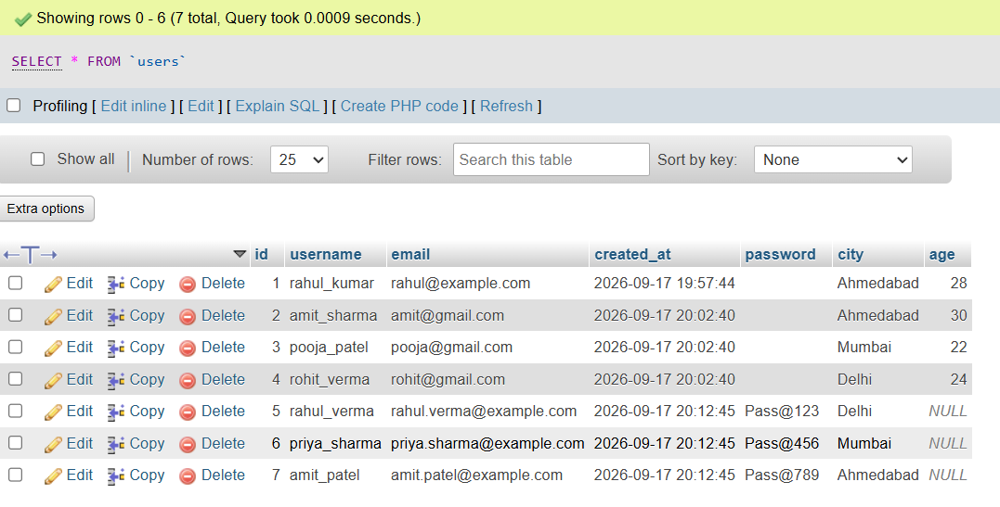 Showing rows 0 - 6 (7 total, Query took 0.0009 seconds.)
SELECT * FROM `users`
Profiling [ Edit inline ] [ Edit ] [ Explain SQL ] [ Create PHP code ] [ Refresh ]
Show all Number of rows: 25 Filter rows: Search this table Sort by key: None
Extra options
←T→ id username email created_at password city age
Edit Copy Delete 1 rahul_kumar rahul@example.com 2026-09-17 19:57:44 Ahmedabad 28
Edit Copy Delete 2 amit_sharma amit@gmail.com 2026-09-17 20:02:40 Ahmedabad 30
Edit Copy Delete 3 pooja_patel pooja@gmail.com 2026-09-17 20:02:40 Mumbai 22
Edit Copy Delete 4 rohit_verma rohit@gmail.com 2026-09-17 20:02:40 Delhi 24
Edit Copy Delete 5 rahul_verma rahul.verma@example.com 2026-09-17 20:12:45 Pass@123 Delhi NULL
Edit Copy Delete 6 priya_sharma priya.sharma@example.com 2026-09-17 20:12:45 Pass@456 Mumbai NULL
Edit Copy Delete 7 amit_patel amit.patel@example.com 2026-09-17 20:12:45 Pass@789 Ahmedabad NULL